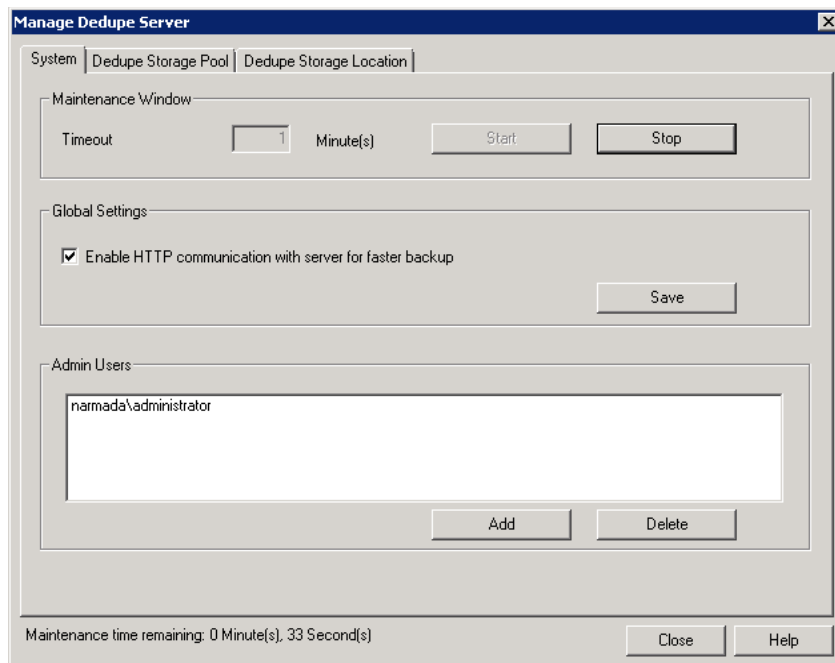 Manage Dedupe Server
System Dedupe Storage Pool Dedupe Storage Location
Maintenance Window
Timeout 1 Minute(s) Start Stop
Global Settings
Enable HTTP communication with server for faster backup
Save
Admin Users
narmada\administrator
Add Delete
Maintenance time remaining: 0 Minute(s), 33 Second(s)
Close Help